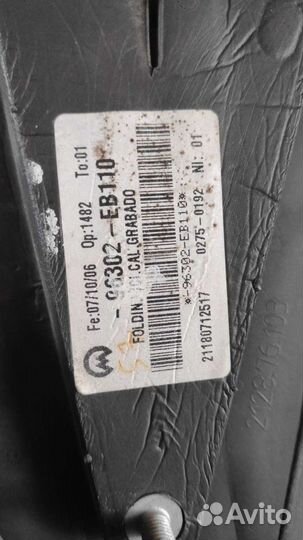 Fe:07/10/06 Op:1482 To:01
-96302-EB110
FOLDIN. CAL.GRABADO
*-96302-EB110*
0275-0192 NI: 01
21180712517
Avito